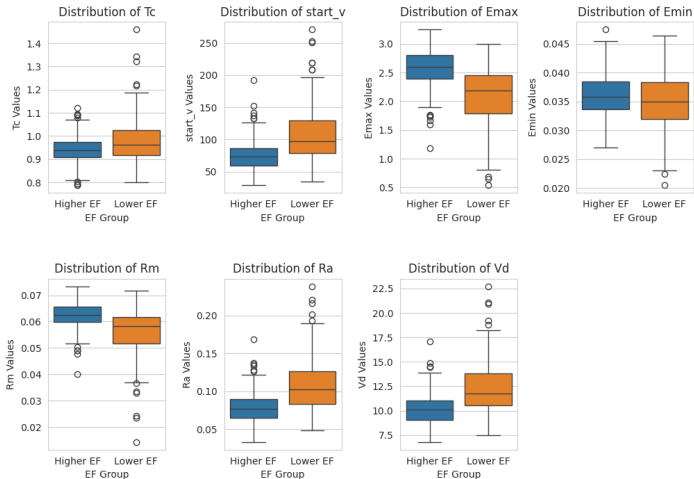 Distribution of Tc
Tc Values
1.4
1.3
1.2
1.1
1.0
0.9
0.8
Higher EF Lower EF
EF Group
Distribution of start_v
start_v Values
250
200
150
100
50
Higher EF Lower EF
EF Group
Distribution of Emax
Emax Values
3.0
2.5
2.0
1.5
1.0
0.5
Higher EF Lower EF
EF Group
Distribution of Emin
Emin Values
0.045
0.040
0.035
0.030
0.025
0.020
Higher EF Lower EF
EF Group
Distribution of Rm
Rm Values
0.07
0.06
0.05
0.04
0.03
0.02
Higher EF Lower EF
EF Group
Distribution of Ra
Ra Values
0.20
0.15
0.10
0.05
Higher EF Lower EF
EF Group
Distribution of Vd
Vd Values
22.5
20.0
17.5
15.0
12.5
10.0
7.5
Higher EF Lower EF
EF Group